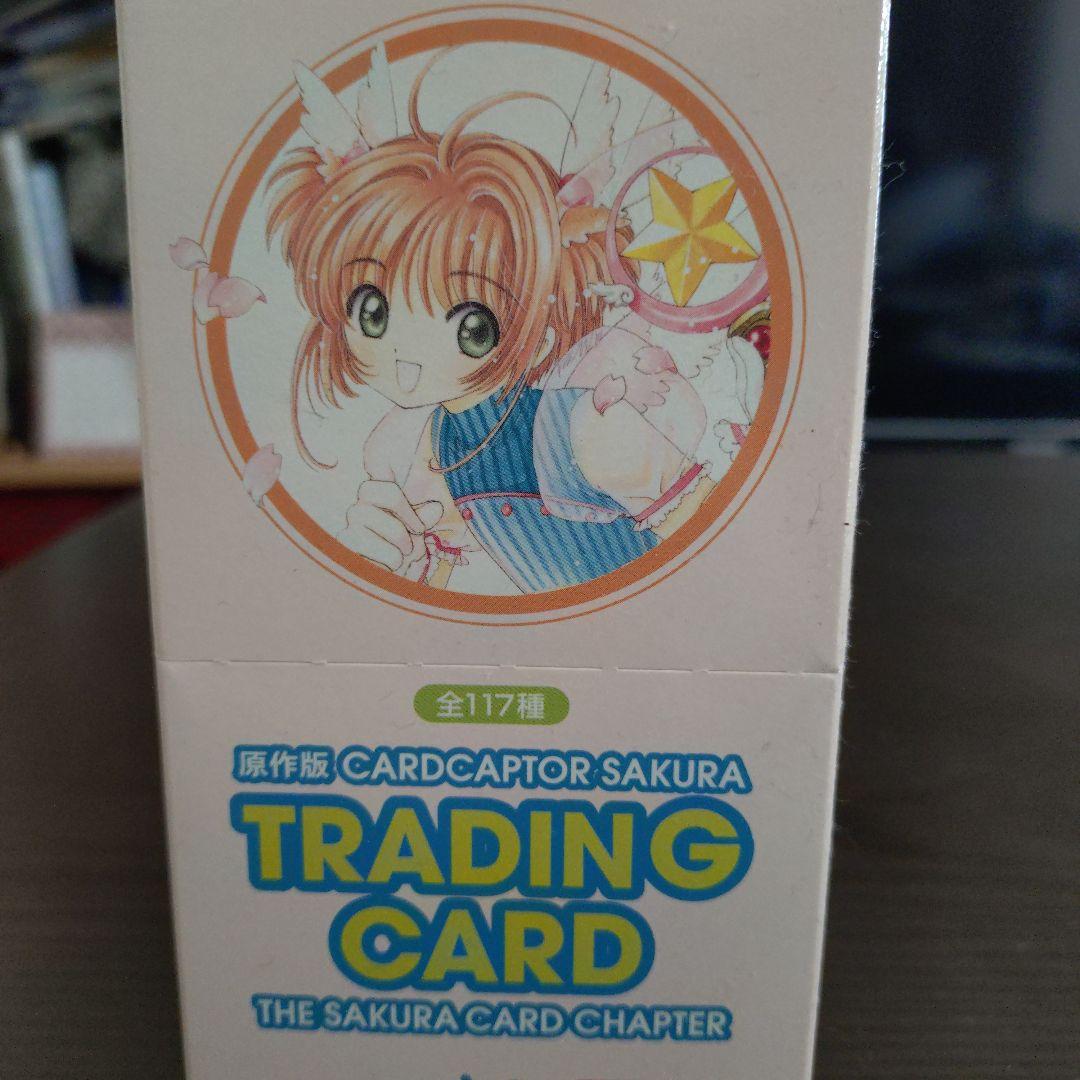 全117種
原作版 CARDCAPTOR SAKURA
TRADING
CARD
THE SAKURA CARD CHAPTER